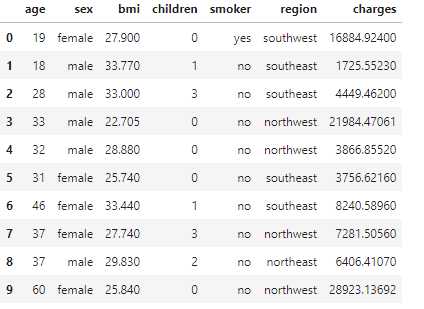 age sex bmi children smoker region charges
0 19 female 27.900 0 yes southwest 16884.92400
1 18 male 33.770 1 no southeast 1725.55230
2 28 male 33.000 3 no southeast 4449.46200
3 33 male 22.705 0 no northwest 21984.47061
4 32 male 28.880 0 no northwest 3866.85520
5 31 female 25.740 0 no southeast 3756.62160
6 46 female 33.440 1 no southeast 8240.58960
7 37 female 27.740 3 no northwest 7281.50560
8 37 male 29.830 2 no northeast 6406.41070
9 60 female 25.840 0 no northwest 28923.13692